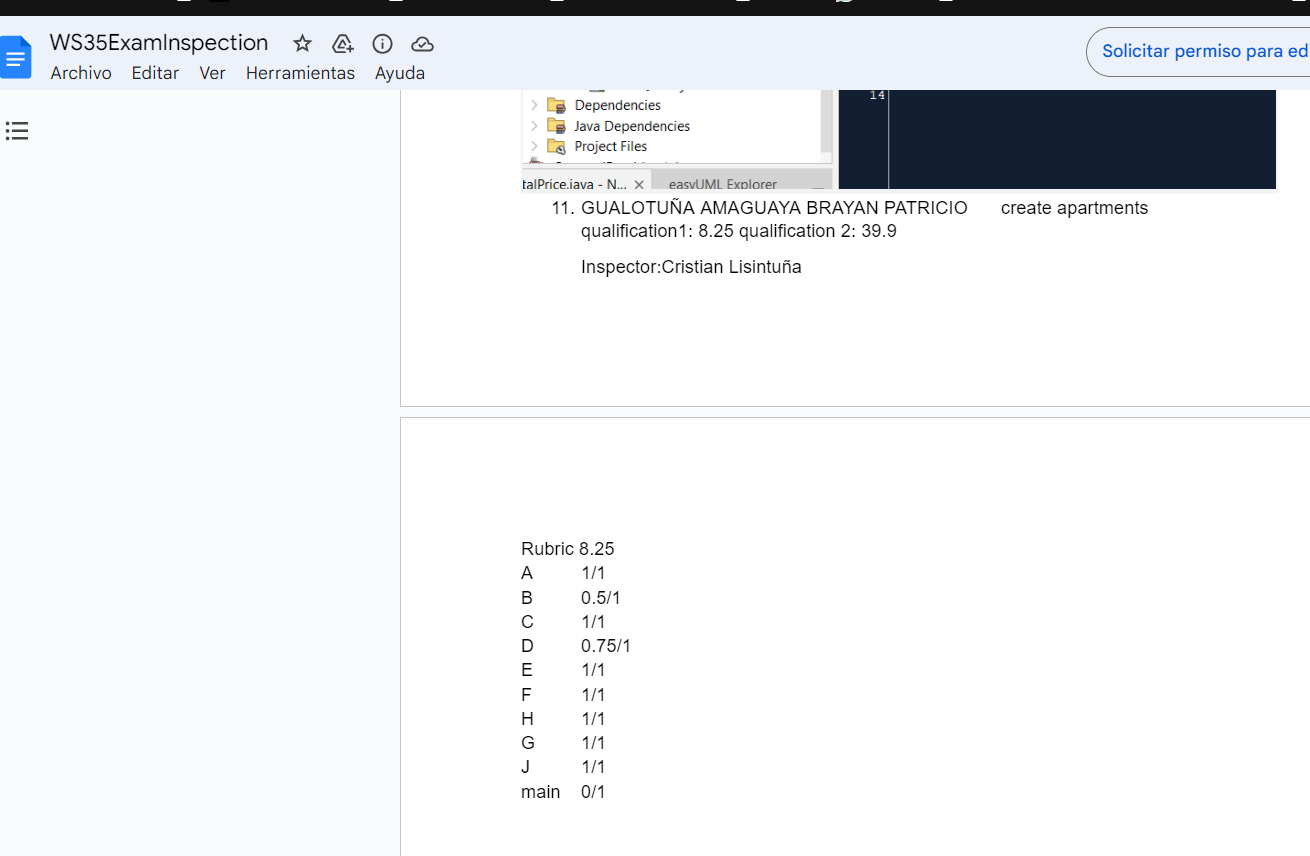 WS35ExamInspection
Archivo Editar Ver Herramientas Ayuda
Solicitar permiso para ed
Dependencies
Java Dependencies
Project Files
14
talPrice.java - N... easyUML Explorer
11. GUALOTUÑA AMAGUAYA BRAYAN PATRICIO create apartments
qualification1: 8.25 qualification 2: 39.9
Inspector:Cristian Lisintuña
Rubric 8.25
A 1/1
B 0.5/1
C 1/1
D 0.75/1
E 1/1
F 1/1
H 1/1
G 1/1
J 1/1
main 0/1